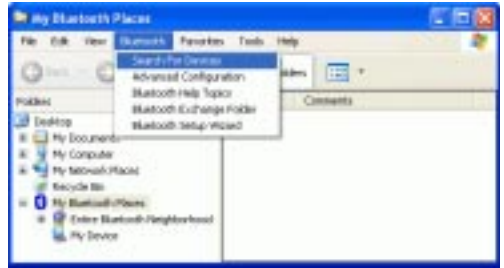 My Bluetooth Places
File Edit View Bluetooth Favorites Tools Help
Search For Devices
Advanced Configuration
Bluetooth Help Topics
Bluetooth Exchange Folder
Bluetooth Setup Wizard
Back
Folders
Comments
Desktop
My Documents
My Computer
My Network Places
Recycle Bin
My Bluetooth Places
Entire Bluetooth Neighborhood
My Device